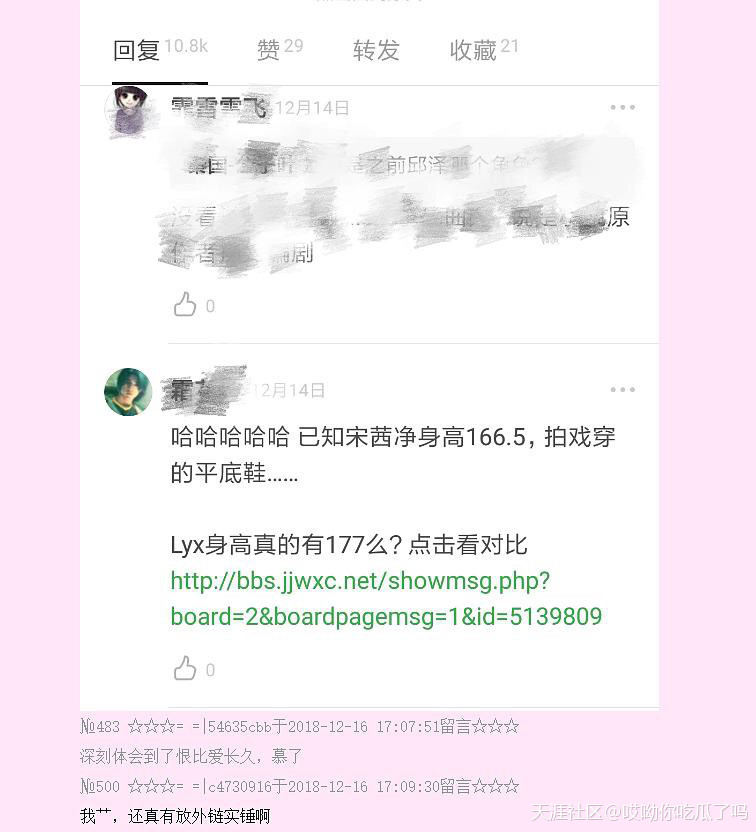 回复 10.8k 赞 29 转发 收藏 21
12月14日
之前邱泽那个角色
没看
原
剧
0
12月14日
哈哈哈哈哈 已知宋茜净身高166.5，拍戏穿
的平底鞋……
Lyx身高真的有177么？点击看对比
http://bbs.jjwxc.net/showmsg.php?
board=2&boardpagemsg=1&id=5139809
0
№483 ☆☆☆= =|54635cbb于2018-12-16 17:07:51留言☆☆☆
深刻体会到了恨比爱长久，慕了
№500 ☆☆☆= =|c4730916于2018-12-16 17:09:30留言☆☆☆
我艹，还真有放外链实锤啊
天涯社区@哎呦你吃瓜了吗